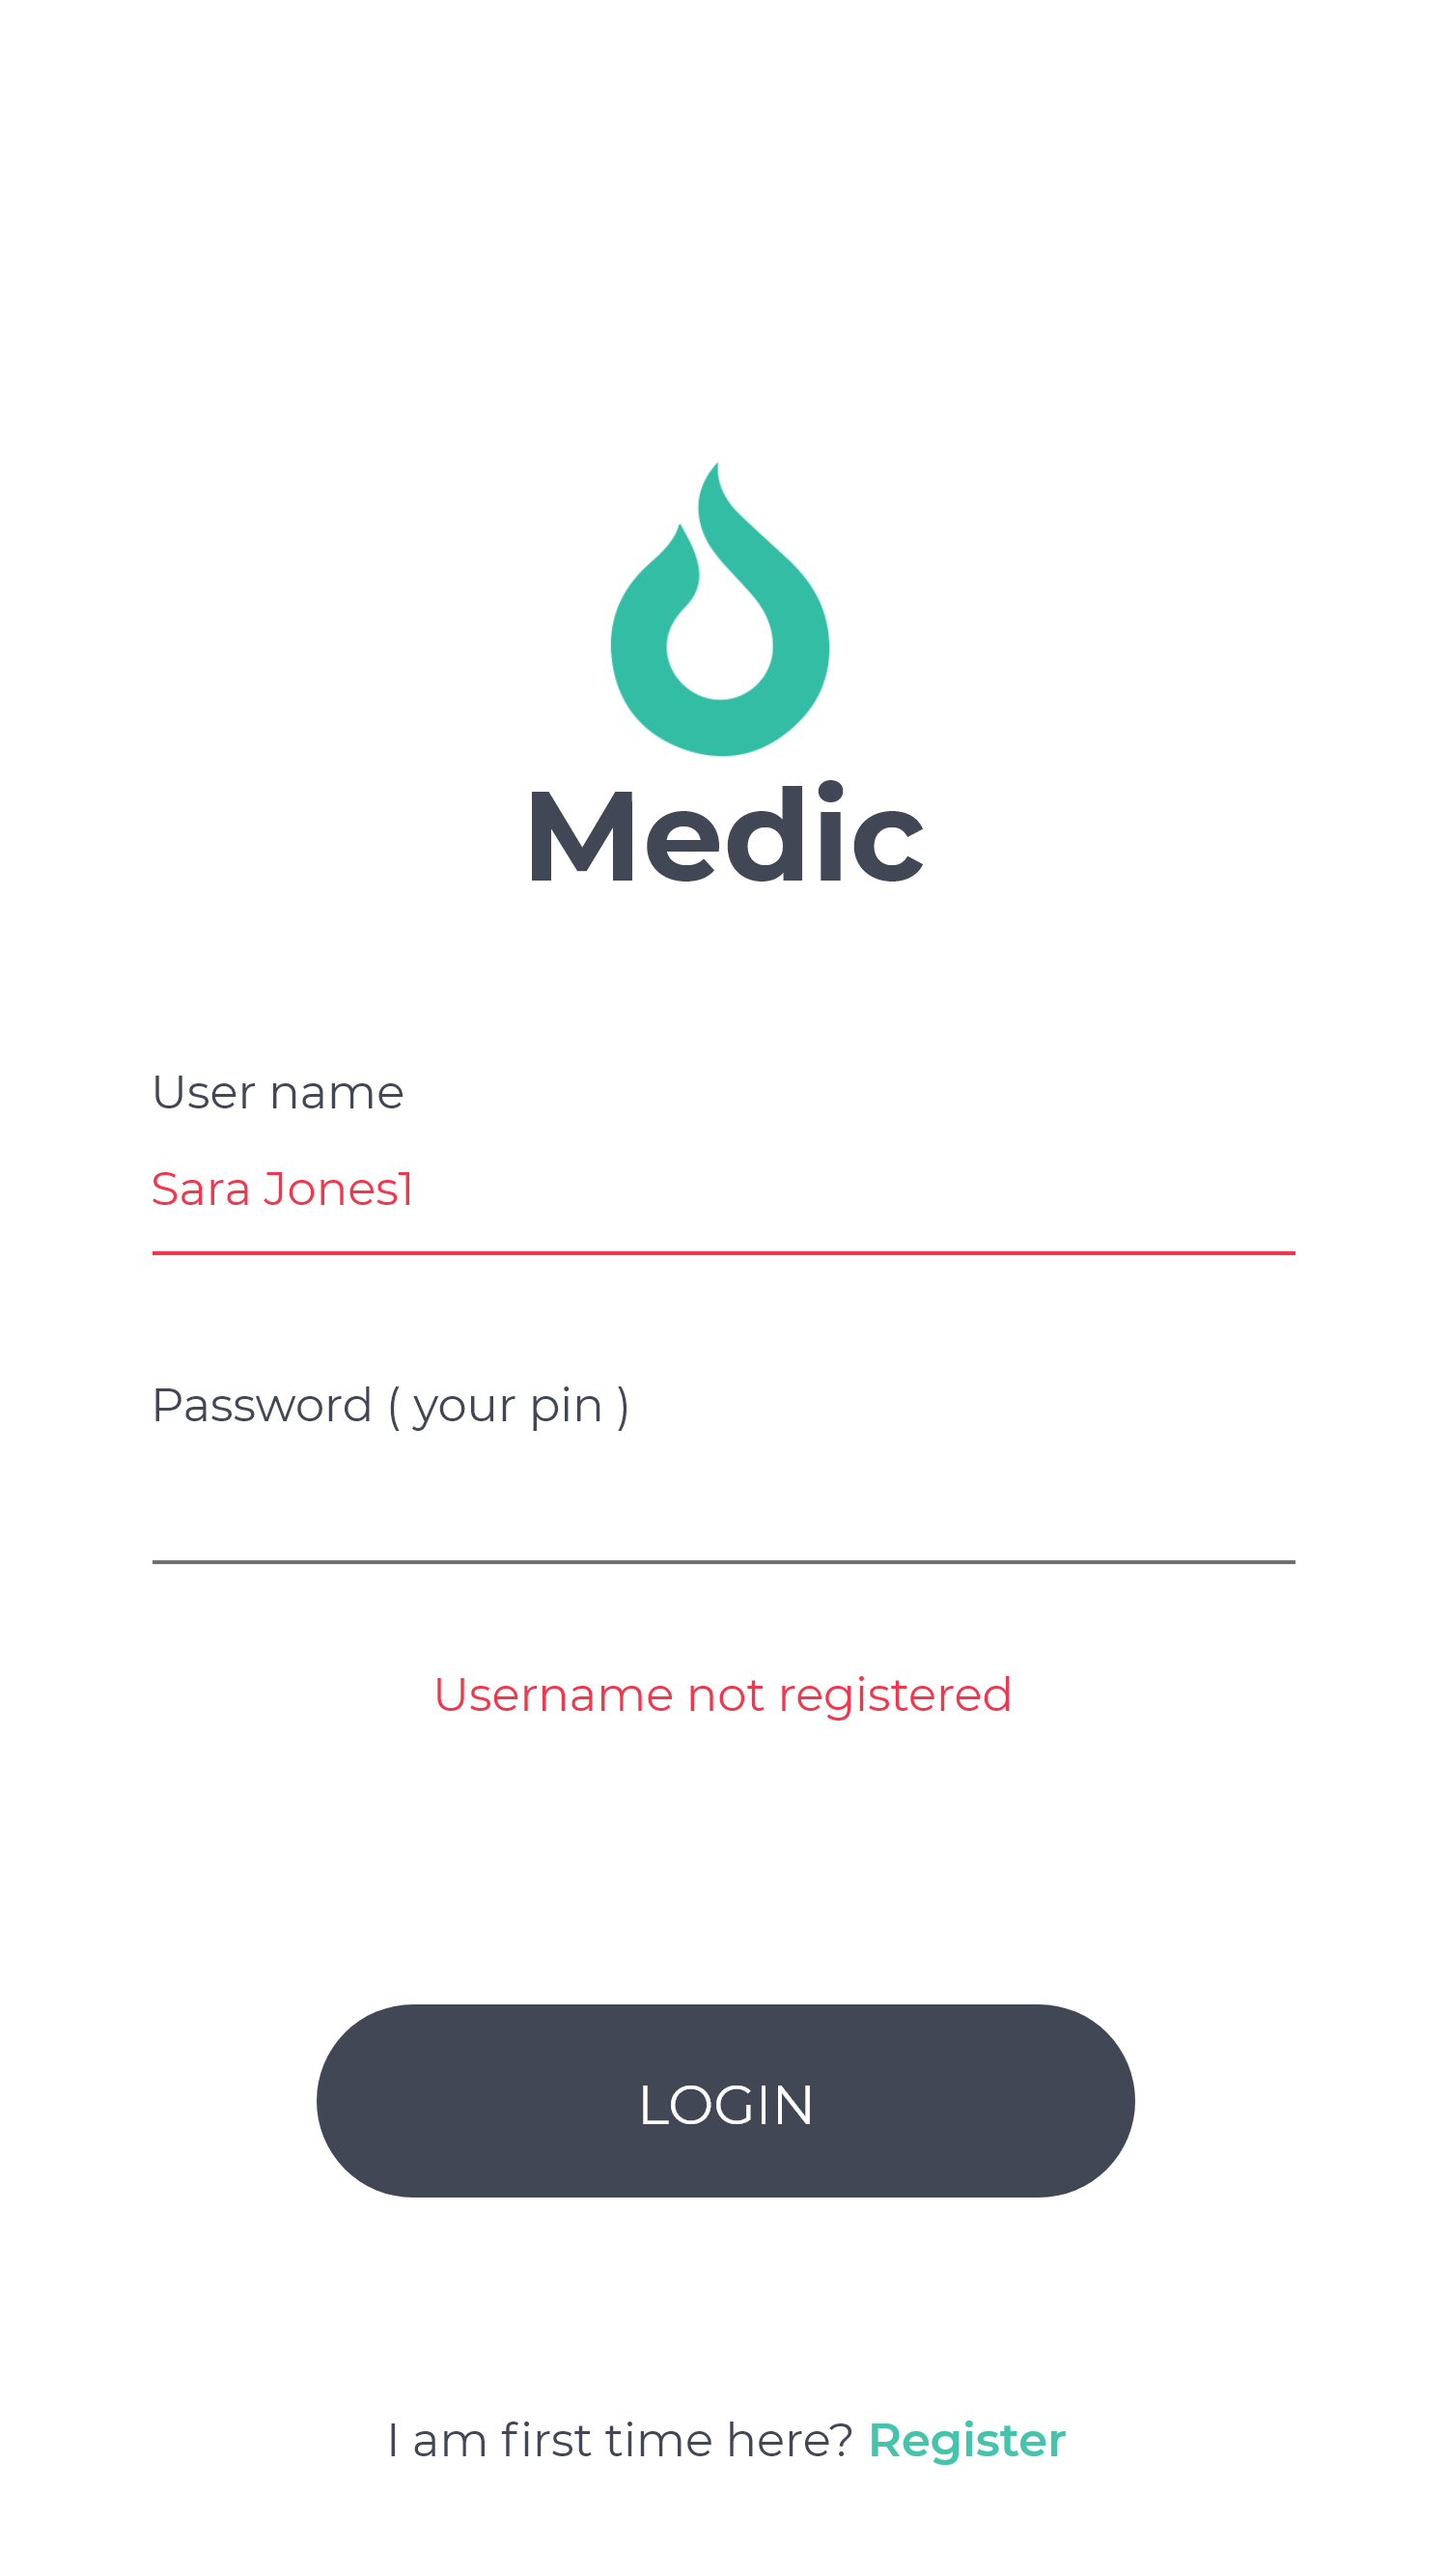 Medic
User name
Sara Jones1
Password ( your pin )
Username not registered
LOGIN
I am first time here? Register